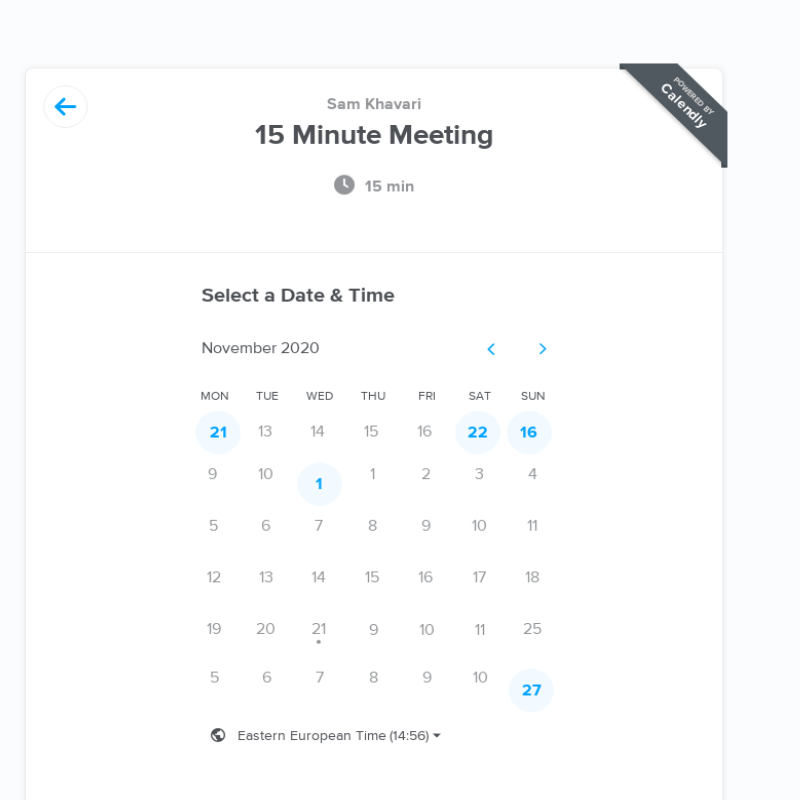 POWERED BY
Calendly
Sam Khavari
15 Minute Meeting
15 min
Select a Date & Time
November 2020
MON TUE WED THU FRI SAT SUN
21 13 14 15 16 22 16
9 10 1 1 2 3 4
5 6 7 8 9 10 11
12 13 14 15 16 17 18
19 20 21 9 10 11 25
5 6 7 8 9 10 27
Eastern European Time (14:56)